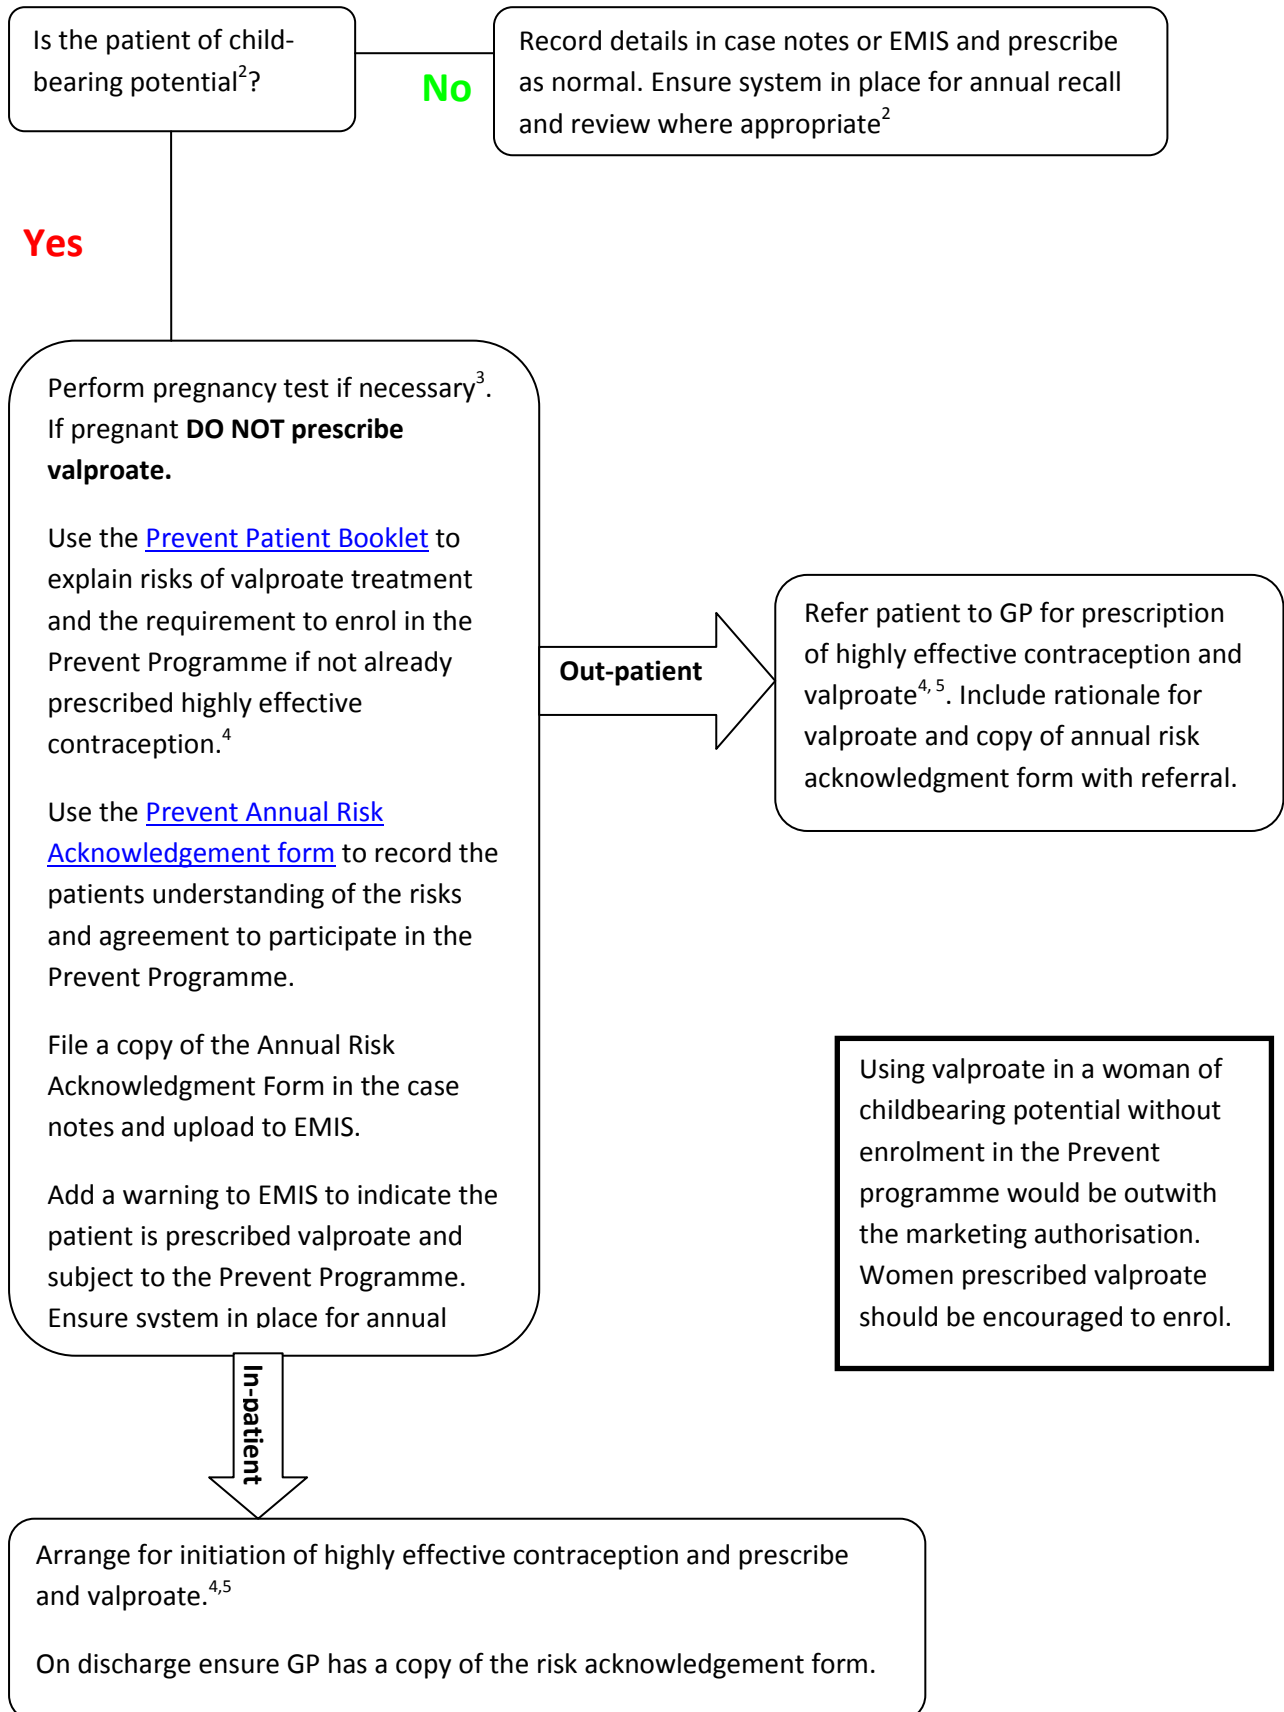 Is the patient of child-
bearing potential²?
No
Record details in case notes or EMIS and prescribe
as normal. Ensure system in place for annual recall
and review where appropriate²
Yes
Perform pregnancy test if necessary³.
If pregnant DO NOT prescribe
valproate.
Use the Prevent Patient Booklet to
explain risks of valproate treatment
and the requirement to enrol in the
Prevent Programme if not already
prescribed highly effective
contraception.⁴
Use the Prevent Annual Risk
Acknowledgement form to record the
patients understanding of the risks
and agreement to participate in the
Prevent Programme.
File a copy of the Annual Risk
Acknowledgment Form in the case
notes and upload to EMIS.
Add a warning to EMIS to indicate the
patient is prescribed valproate and
subject to the Prevent Programme.
Ensure system in place for annual
Out-patient
Refer patient to GP for prescription
of highly effective contraception and
valproate⁴, ⁵. Include rationale for
valproate and copy of annual risk
acknowledgment form with referral.
Using valproate in a woman of
childbearing potential without
enrolment in the Prevent
programme would be outwith
the marketing authorisation.
Women prescribed valproate
should be encouraged to enrol.
In-patient
Arrange for initiation of highly effective contraception and prescribe
and valproate.⁴,⁵
On discharge ensure GP has a copy of the risk acknowledgement form.